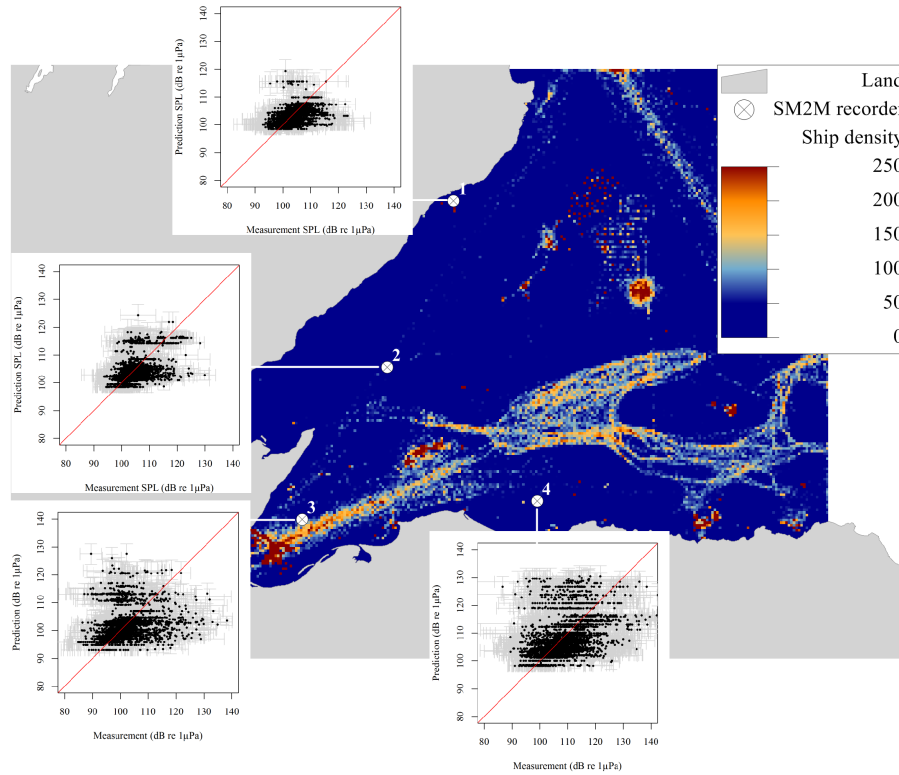 140
130
120
110
100
90
80
Prediction SPL (dB re 1µPa)
80 90 100 110 120 130 140
Measurement SPL (dB re 1µPa)
Land
SM2M recorder
Ship density
250
200
150
100
50
0
1
140
130
120
110
100
90
80
Prediction SPL (dB re 1µPa)
80 90 100 110 120 130 140
Measurement SPL (dB re 1µPa)
2
3
4
140
130
120
110
100
90
80
Prediction (dB re 1µPa)
80 90 100 110 120 130 140
Measurement (dB re 1µPa)
140
130
120
110
100
90
80
Prediction (dB re 1µPa)
80 90 100 110 120 130 140
Measurement (dB re 1µPa)